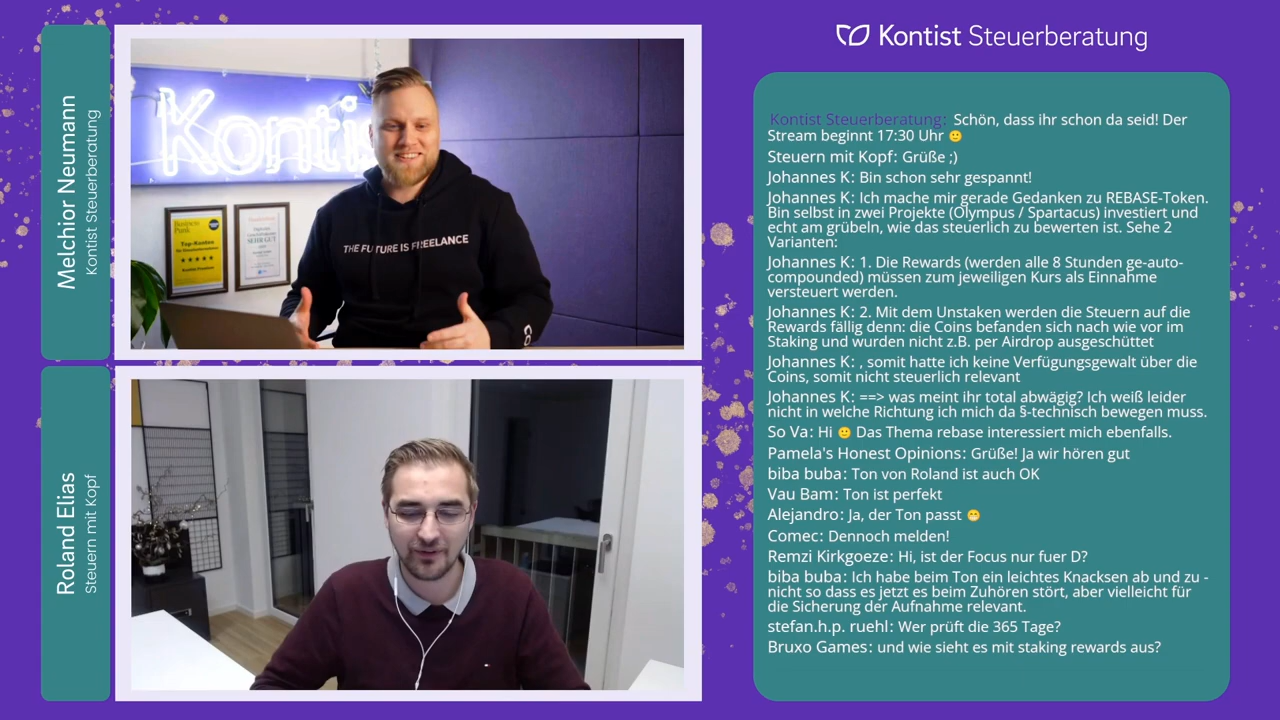 Kontist Steuerberatung
Melchior Neumann
Kontist Steuerberatung
Kontis
Business Punk
Top-Konten
SEHR GUT
THE FUTURE IS FREELANCE
Roland Elias
Steuern mit Kopf
Kontist Steuerberatung: Schön, dass ihr schon da seid! Der
Stream beginnt 17:30 Uhr 🙂
Steuern mit Kopf: Grüße ;)
Johannes K: Bin schon sehr gespannt!
Johannes K: Ich mache mir gerade Gedanken zu REBASE-Token.
Bin selbst in zwei Projekte (Olympus / Spartacus) investiert und
echt am grübeln, wie das steuerlich zu bewerten ist. Sehe 2
Varianten:
Johannes K: 1. Die Rewards (werden alle 8 Stunden ge-auto-
compounded) müssen zum jeweiligen Kurs als Einnahme
versteuert werden.
Johannes K: 2. Mit dem Unstaken werden die Steuern auf die
Rewards fällig denn: die Coins befanden sich nach wie vor im
Staking und wurden nicht z.B. per Airdrop ausgeschüttet
Johannes K: , somit hatte ich keine Verfügungsgewalt über die
Coins, somit nicht steuerlich relevant
Johannes K: ==> was meint ihr total abwägig? Ich weiß leider
nicht in welche Richtung ich mich da §-technisch bewegen muss.
So Va: Hi 🙂 Das Thema rebase interessiert mich ebenfalls.
Pamela's Honest Opinions: Grüße! Ja wir hören gut
biba buba: Ton von Roland ist auch OK
Vau Bam: Ton ist perfekt
Alejandro: Ja, der Ton passt 😁
Comec: Dennoch melden!
Remzi Kirkgoeze: Hi, ist der Focus nur fuer D?
biba buba: Ich habe beim Ton ein leichtes Knacksen ab und zu -
nicht so dass es jetzt es beim Zuhören stört, aber vielleicht für
die Sicherung der Aufnahme relevant.
stefan.h.p. ruehl: Wer prüft die 365 Tage?
Bruxo Games: und wie sieht es mit staking rewards aus?